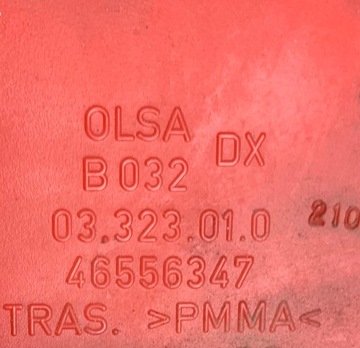 OLSA DX
B 032
03.323.01.0 210
46556347
TRAS. >PMMA<